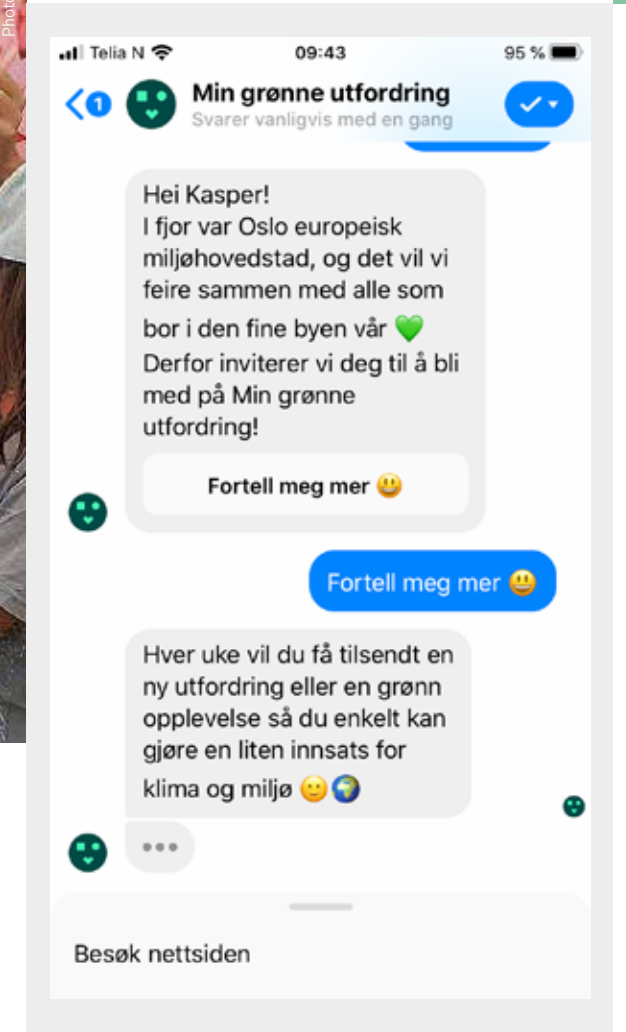 Photo
Telia N 09:43 95 %
1 Min grønne utfordring
Svarer vanligvis med en gang
Hei Kasper!
I fjor var Oslo europeisk
miljøhovedstad, og det vil vi
feire sammen med alle som
bor i den fine byen vår 💚
Derfor inviterer vi deg til å bli
med på Min grønne
utfordring!
Fortell meg mer 😃
Fortell meg mer 😃
Hver uke vil du få tilsendt en
ny utfordring eller en grønn
opplevelse så du enkelt kan
gjøre en liten innsats for
klima og miljø 🙂🌍
Besøk nettsiden